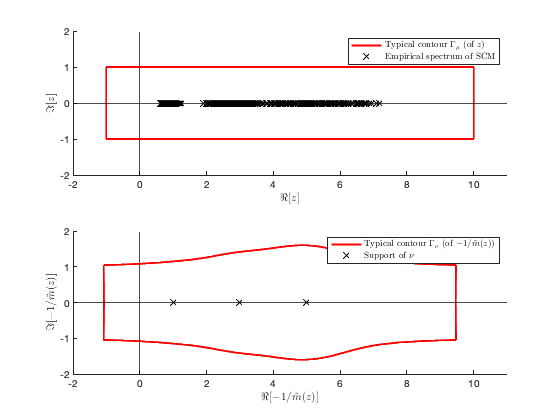 2
Typical contour Γ_μ (of z)
Empirical spectrum of SCM
1
ℑ[z]
0
-1
-2
-2 0 2 4 6 8 10
ℜ[z]
2
Typical contour Γ_ν (of −1/m̃(z))
Support of ν
1
ℑ[−1/m̃(z)]
0
-1
-2
-2 0 2 4 6 8 10
ℜ[−1/m̃(z)]